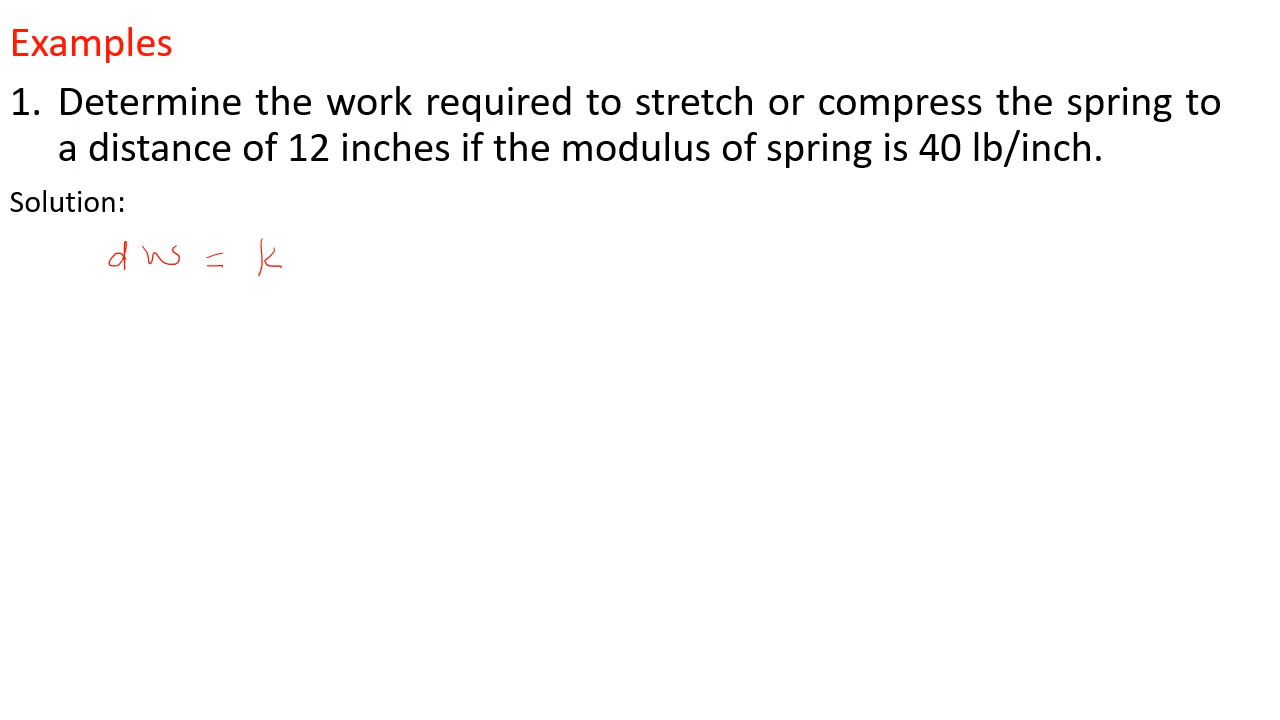 Examples
1. Determine the work required to stretch or compress the spring to
a distance of 12 inches if the modulus of spring is 40 lb/inch.
Solution:
dw = k